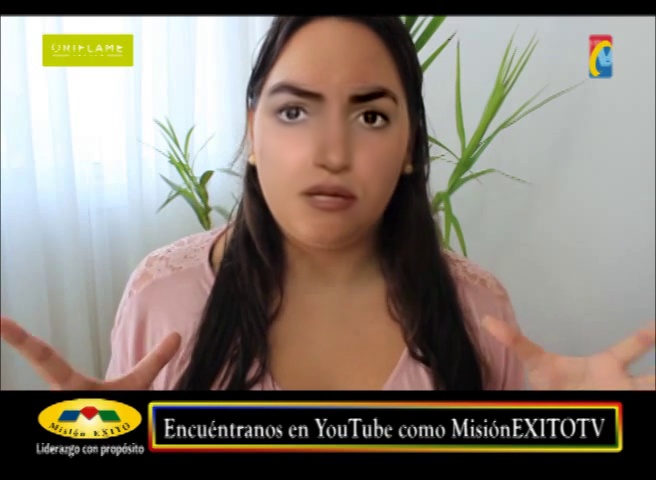 ORIFLAME
Misión EXITO
Liderazgo con propósito
Encuéntranos en YouTube como MisiónEXITOTV